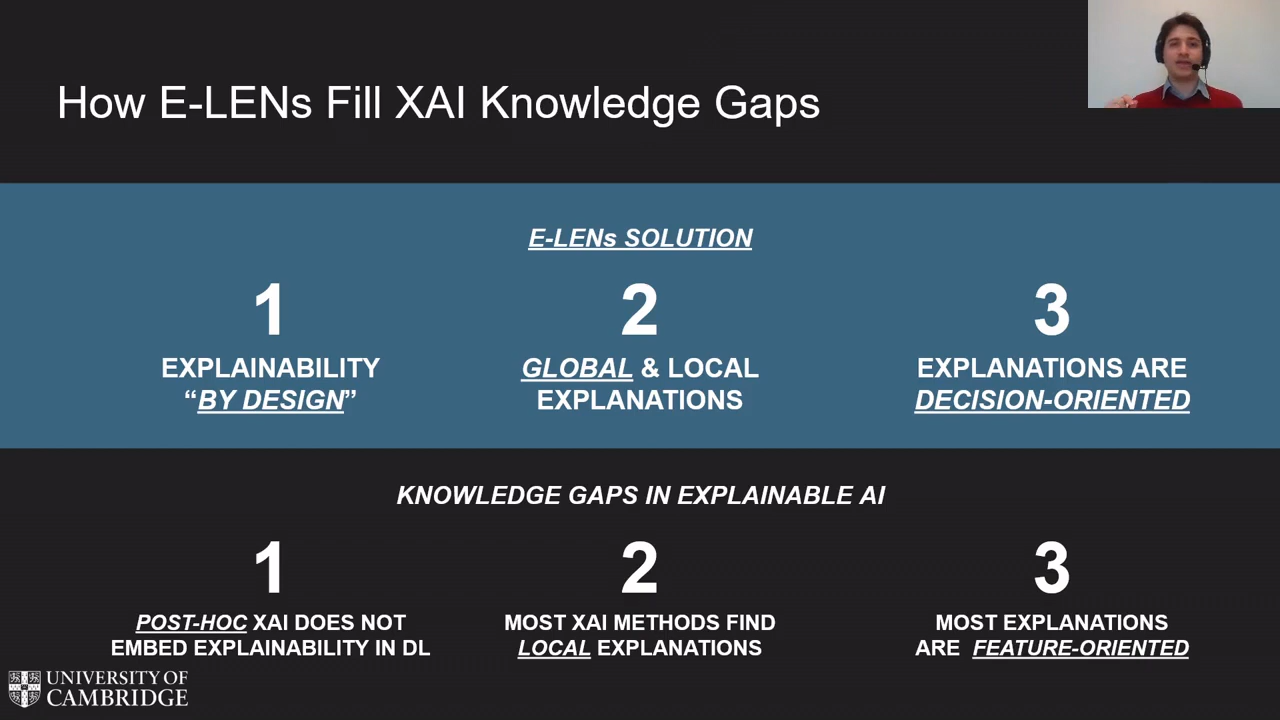 How E-LENs Fill XAI Knowledge Gaps
E-LENs SOLUTION
1
EXPLAINABILITY
“BY DESIGN”
2
GLOBAL & LOCAL
EXPLANATIONS
3
EXPLANATIONS ARE
DECISION-ORIENTED
KNOWLEDGE GAPS IN EXPLAINABLE AI
1
POST-HOC XAI DOES NOT
EMBED EXPLAINABILITY IN DL
2
MOST XAI METHODS FIND
LOCAL EXPLANATIONS
3
MOST EXPLANATIONS
ARE FEATURE-ORIENTED
UNIVERSITY OF
CAMBRIDGE